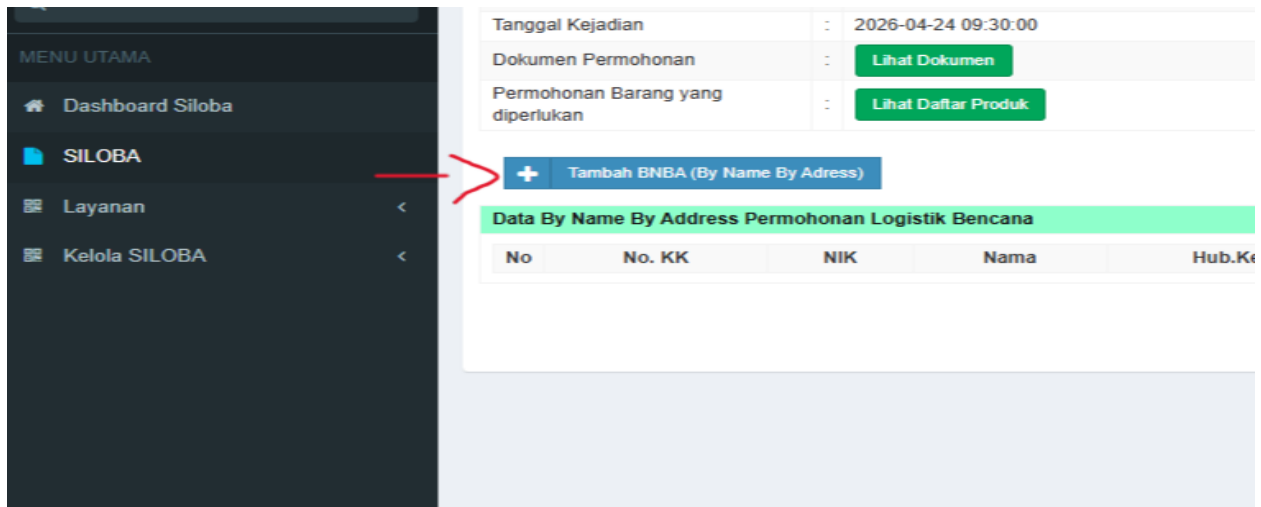 Tanggal Kejadian : 2026-04-24 09:30:00
MENU UTAMA
Dokumen Permohonan : Lihat Dokumen
Dashboard Siloba
Permohonan Barang yang
diperlukan : Lihat Daftar Produk
SILOBA
Tambah BNBA (By Name By Adress)
Layanan
Data By Name By Address Permohonan Logistik Bencana
Kelola SILOBA
No No. KK NIK Nama